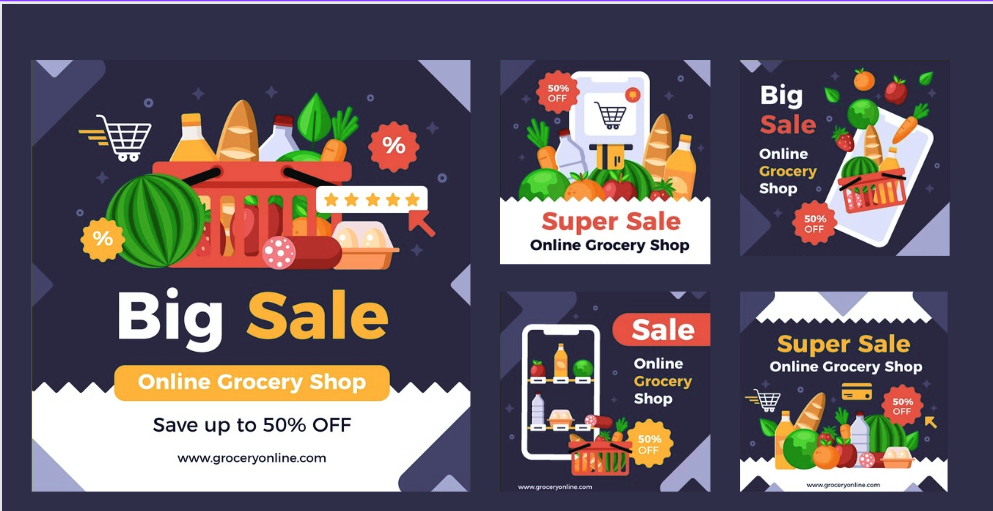 %
%
Big Sale
Online Grocery Shop
Save up to 50% OFF
www.groceryonline.com
50%
OFF
Super Sale
Online Grocery Shop
Big
Sale
Online
Grocery
Shop
50%
OFF
Sale
Online
Grocery
Shop
50%
OFF
www.groceryonline.com
Super Sale
Online Grocery Shop
50%
OFF
www.groceryonline.com